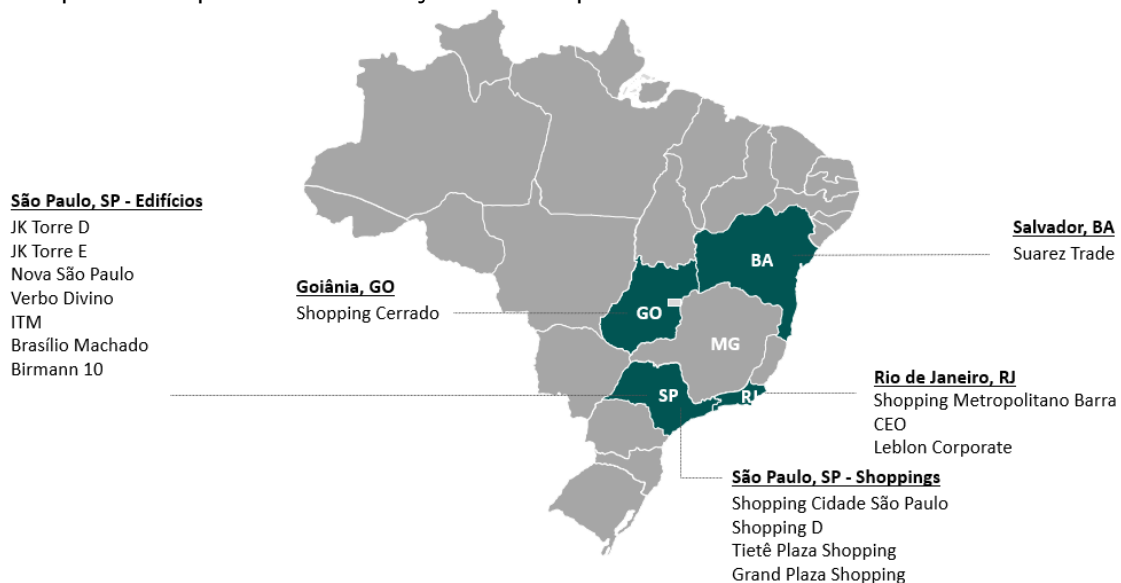 São Paulo, SP - Edifícios
JK Torre D
JK Torre E
Nova São Paulo
Verbo Divino
ITM
Brasílio Machado
Birmann 10
Goiânia, GO
Shopping Cerrado
Salvador, BA
Suarez Trade
BA
GO
MG
SP
RJ
Rio de Janeiro, RJ
Shopping Metropolitano Barra
CEO
Leblon Corporate
São Paulo, SP - Shoppings
Shopping Cidade São Paulo
Shopping D
Tietê Plaza Shopping
Grand Plaza Shopping